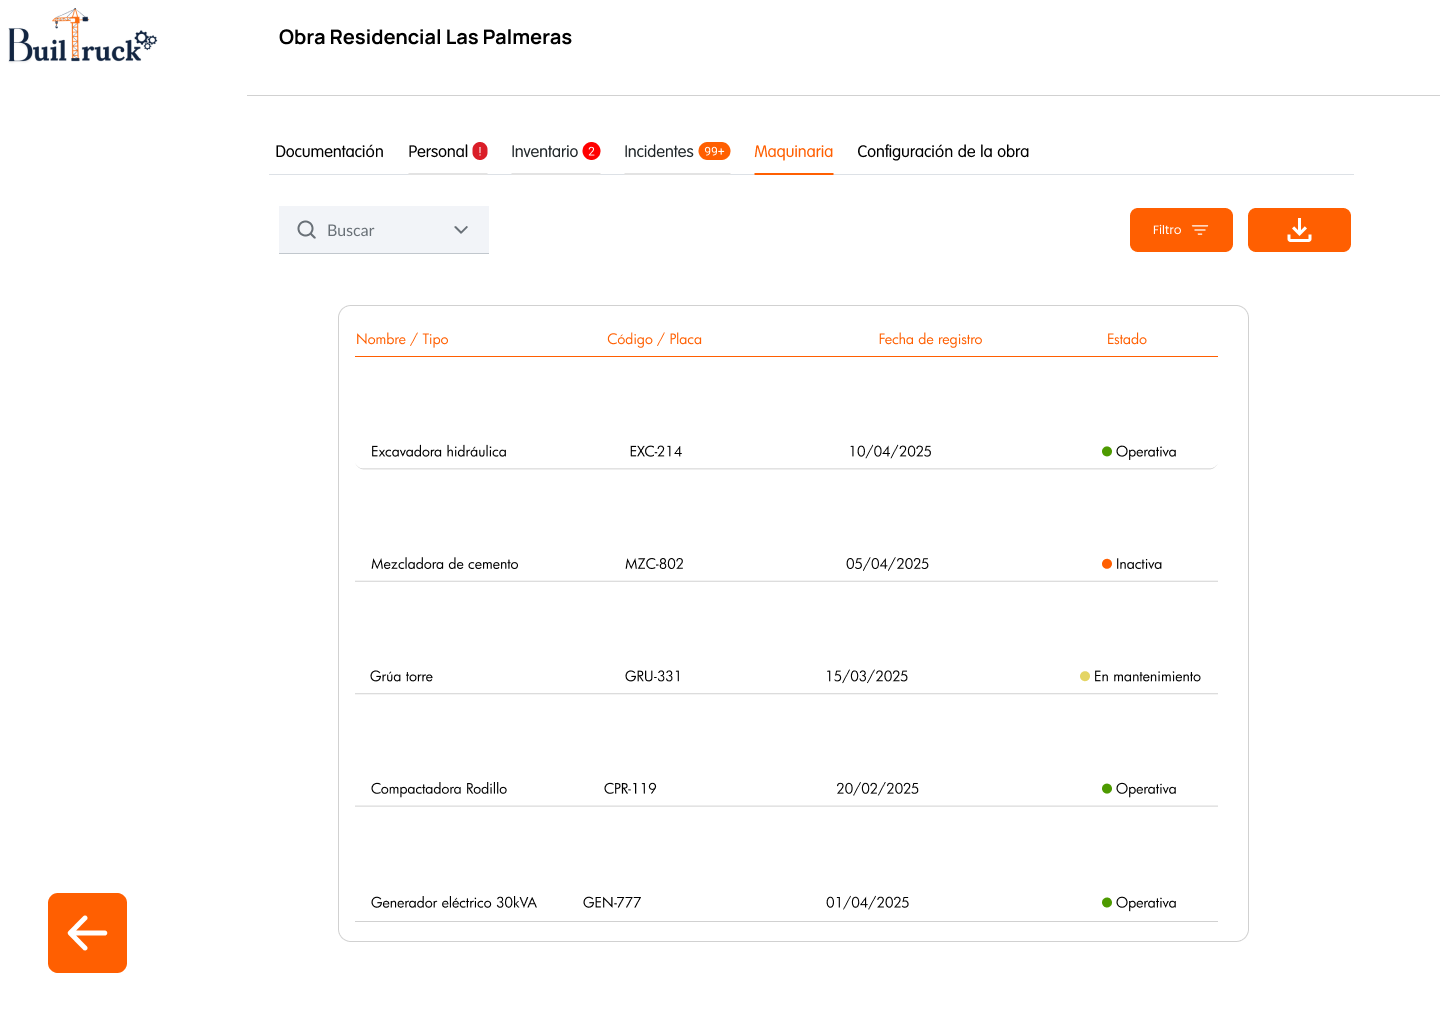 BuilTruck
Obra Residencial Las Palmeras
Documentación Personal ! Inventario 2 Incidentes 99+ Maquinaria Configuración de la obra
Buscar Filtro
Nombre / Tipo Código / Placa Fecha de registro Estado
Excavadora hidráulica EXC-214 10/04/2025 Operativa
Mezcladora de cemento MZC-802 05/04/2025 Inactiva
Grúa torre GRU-331 15/03/2025 En mantenimiento
Compactadora Rodillo CPR-119 20/02/2025 Operativa
Generador eléctrico 30kVA GEN-777 01/04/2025 Operativa